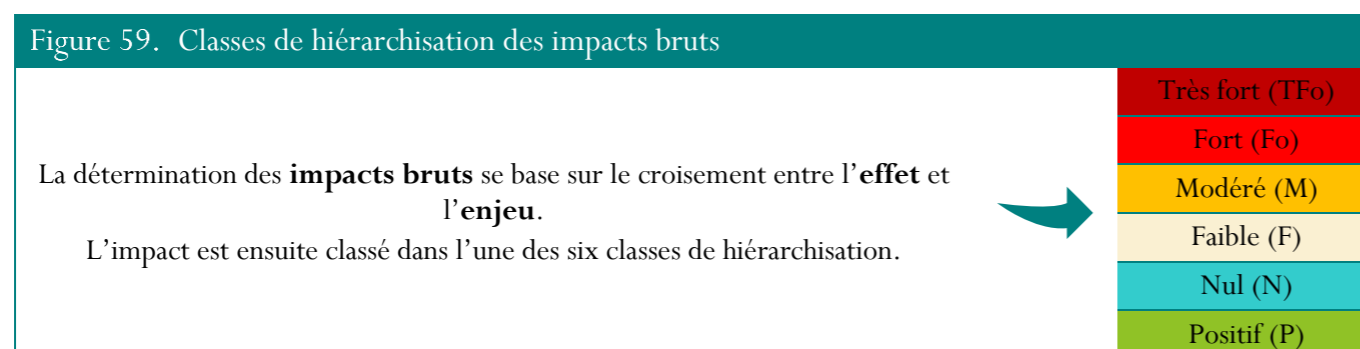 Figure 59. Classes de hiérarchisation des impacts bruts
La détermination des impacts bruts se base sur le croisement entre l’effet et
l’enjeu.
L’impact est ensuite classé dans l’une des six classes de hiérarchisation.
Très fort (TFo)
Fort (Fo)
Modéré (M)
Faible (F)
Nul (N)
Positif (P)